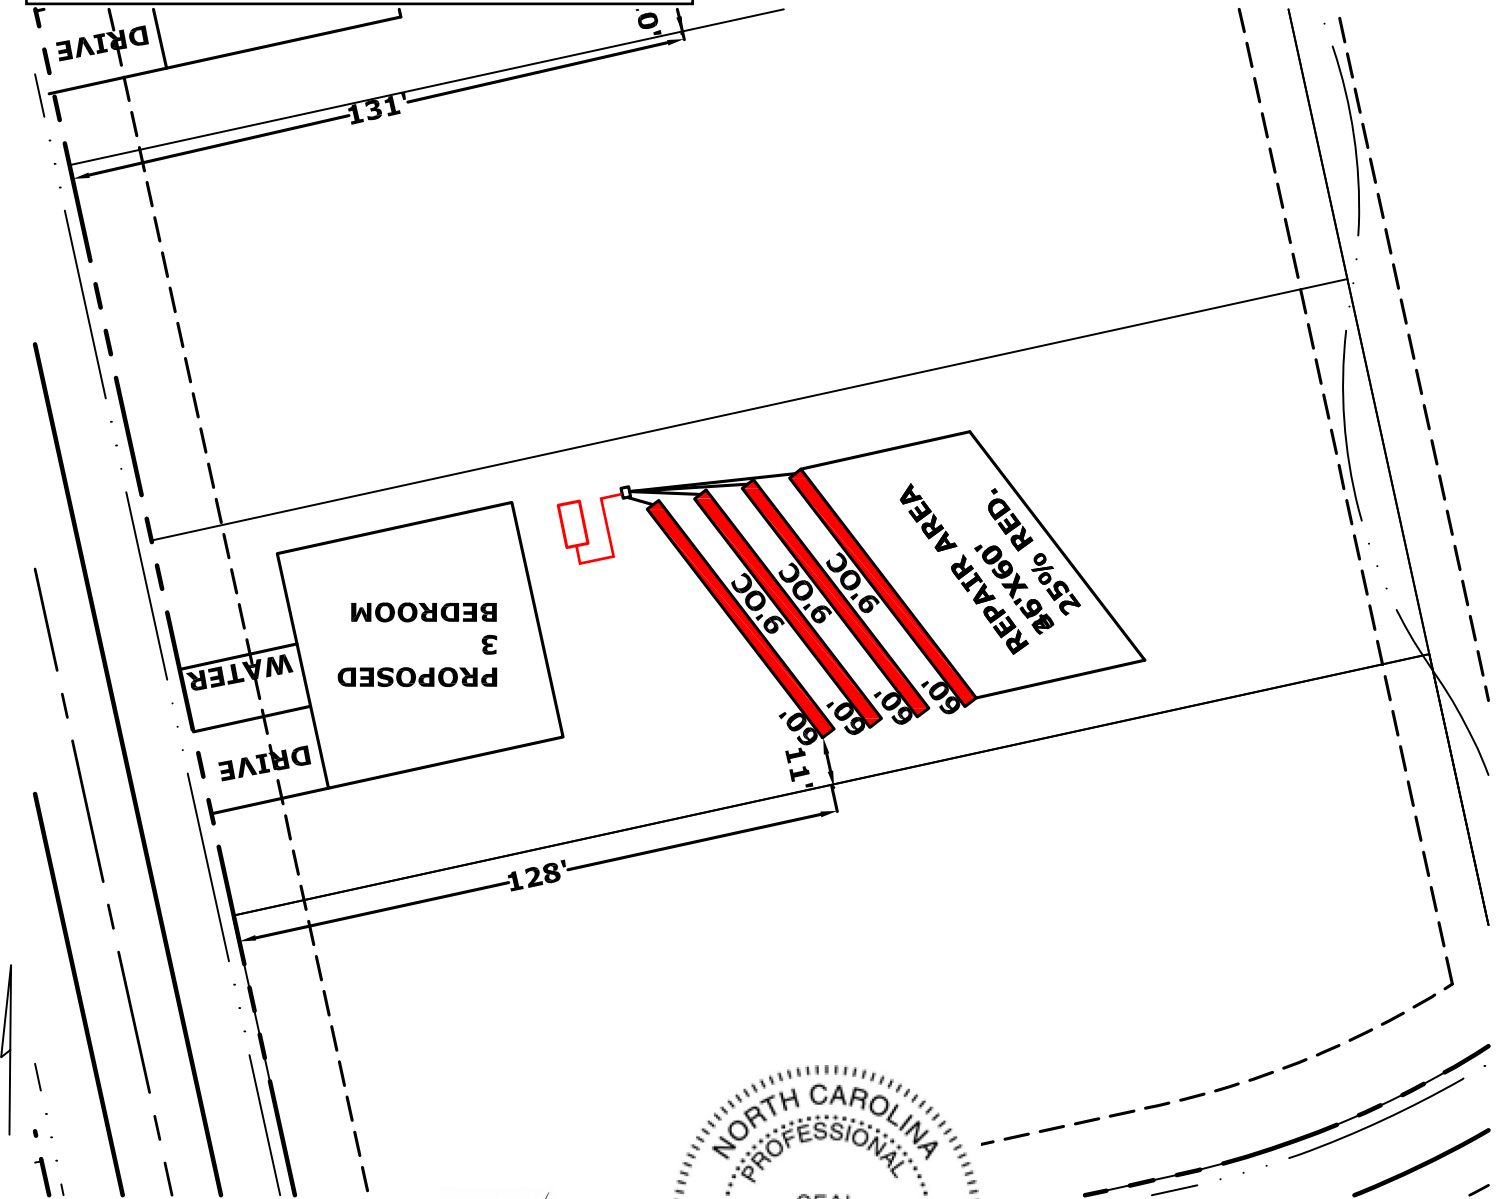 DRIVE
0'
131'
PROPOSED
3
BEDROOM
WATER
DRIVE
9'OC
9'OC
9'OC
60'
60'
60'
60'
REPAIR AREA
X60'
25% RED.
11'
128'
NORTH CAROLINA
PROFESSIONAL